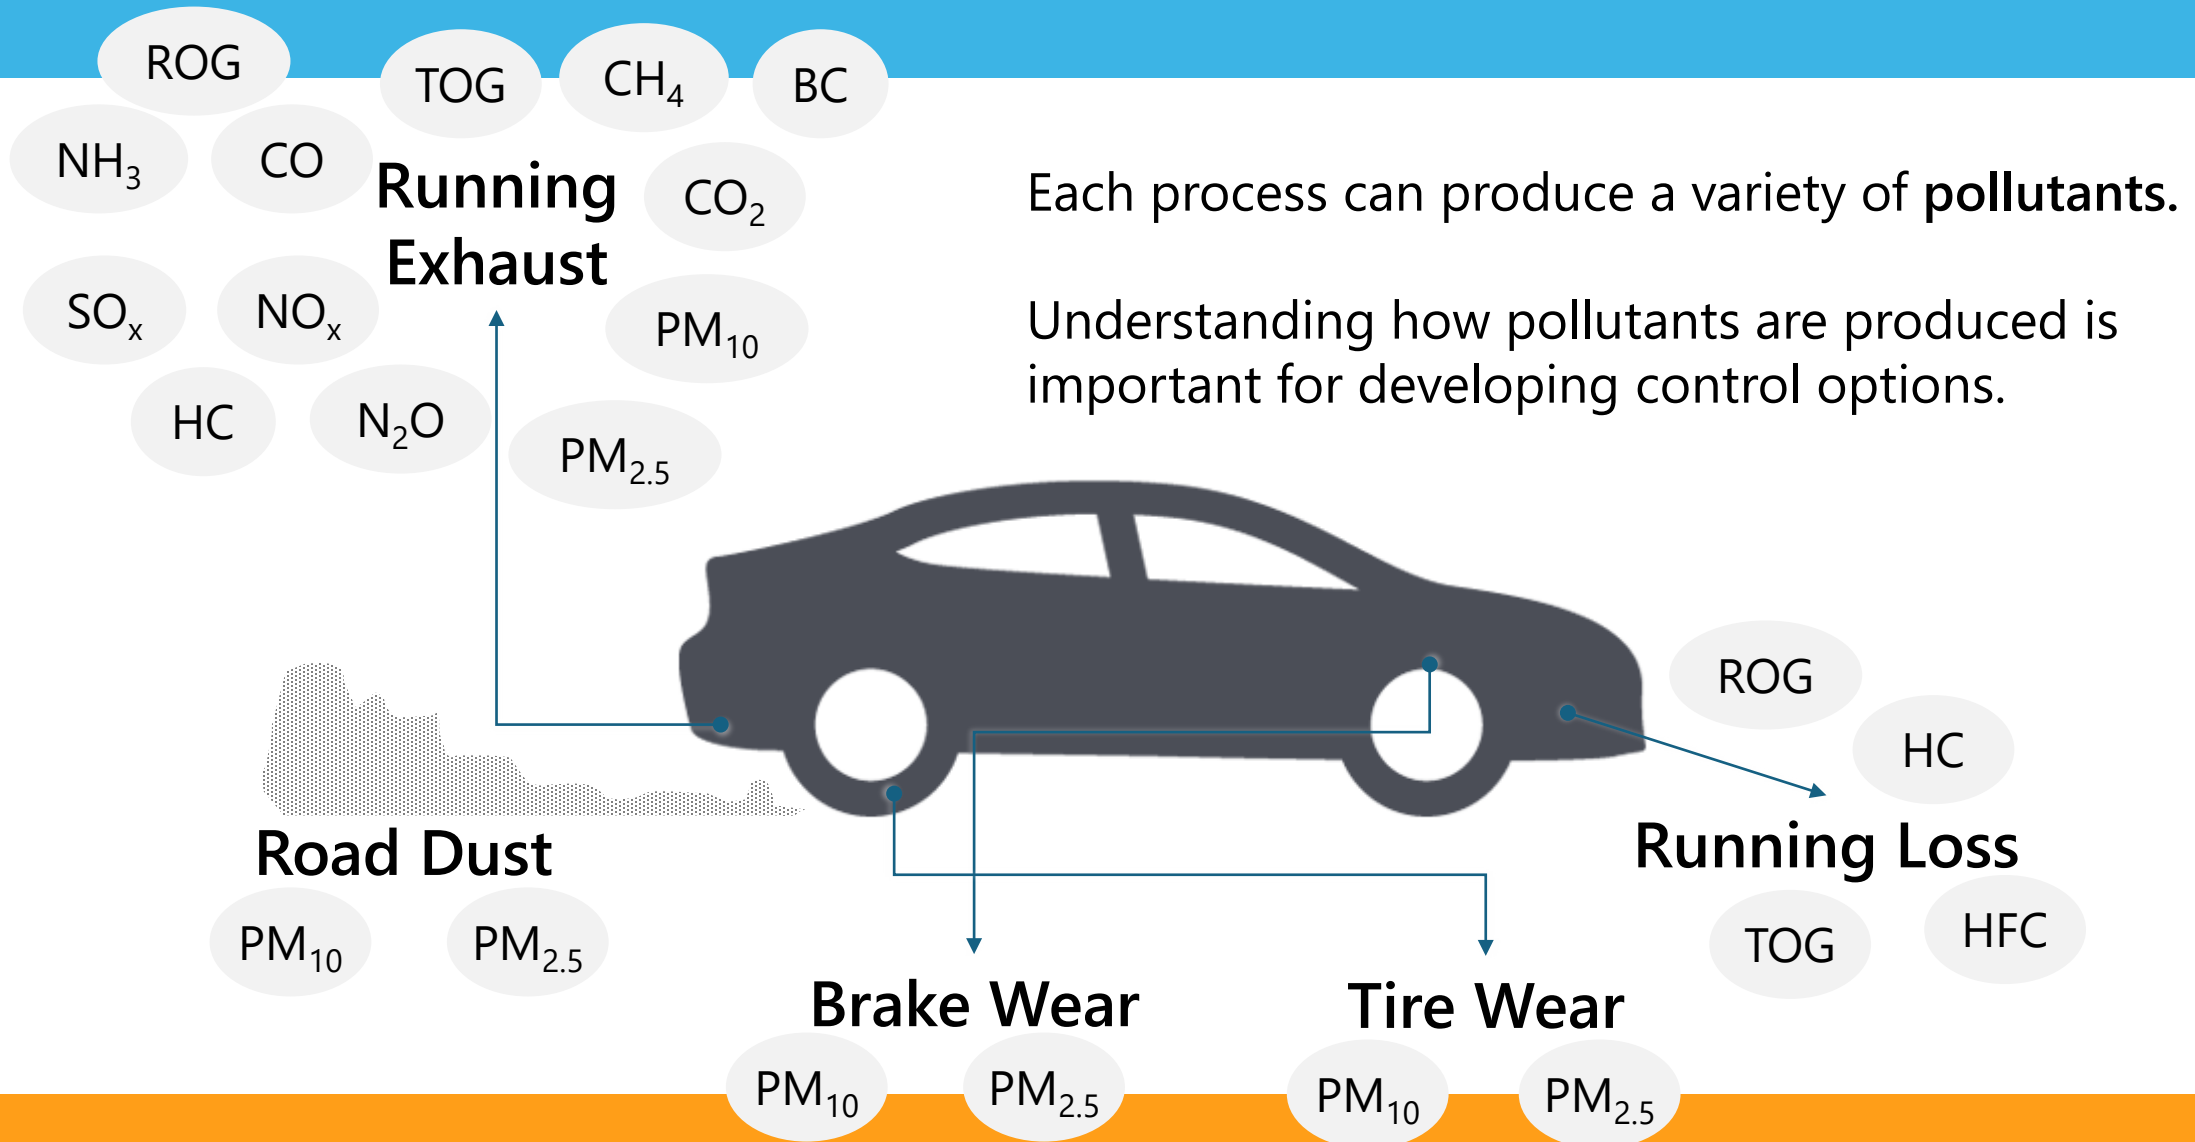 ROG
TOG
CH₄
BC
NH₃
CO
Running
Exhaust
CO₂
SOₓ
NOₓ
PM₁₀
HC
N₂O
PM₂.₅
Each process can produce a variety of pollutants.
Understanding how pollutants are produced is
important for developing control options.
ROG
HC
Running Loss
TOG
HFC
Road Dust
PM₁₀
PM₂.₅
Brake Wear
PM₁₀
PM₂.₅
Tire Wear
PM₁₀
PM₂.₅